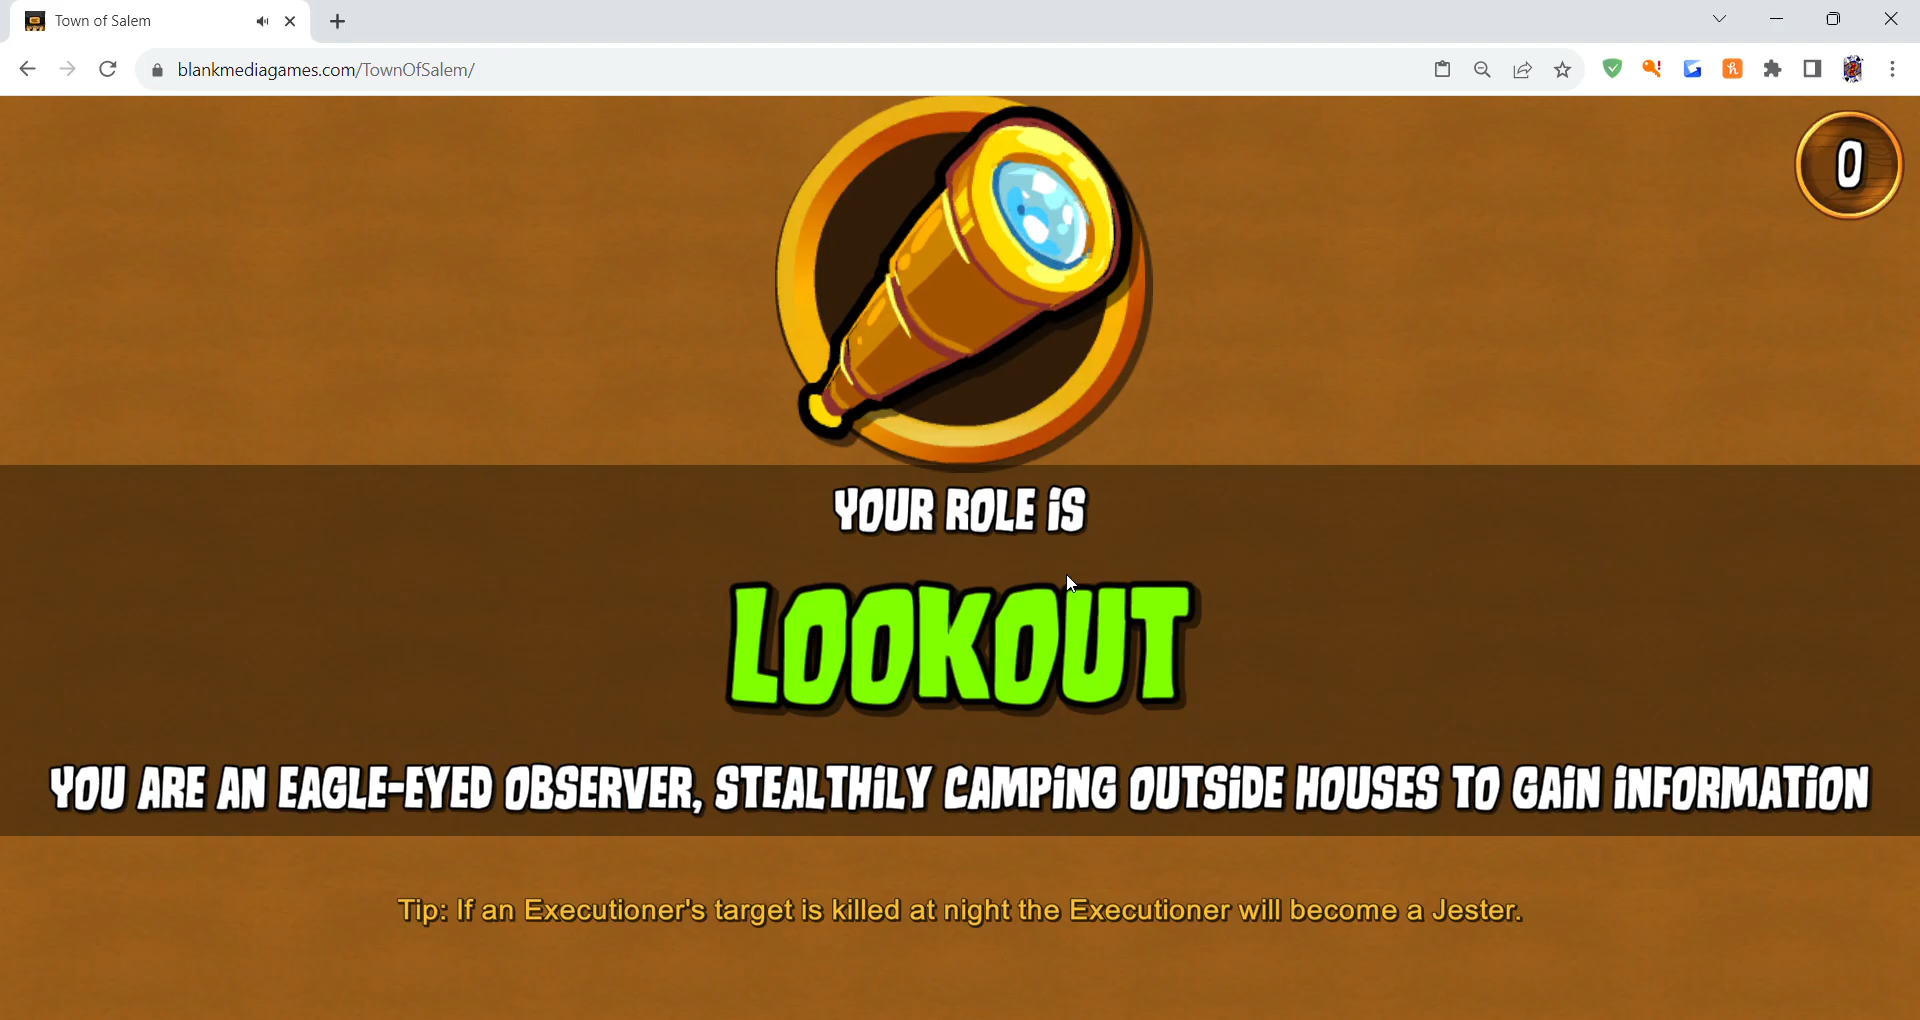 Town of Salem
blankmediagames.com/TownOfSalem/
0
YOUR ROLE IS
LOOKOUT
YOU ARE AN EAGLE-EYED OBSERVER, STEALTHILY CAMPING OUTSIDE HOUSES TO GAIN INFORMATION
Tip: If an Executioner's target is killed at night the Executioner will become a Jester.